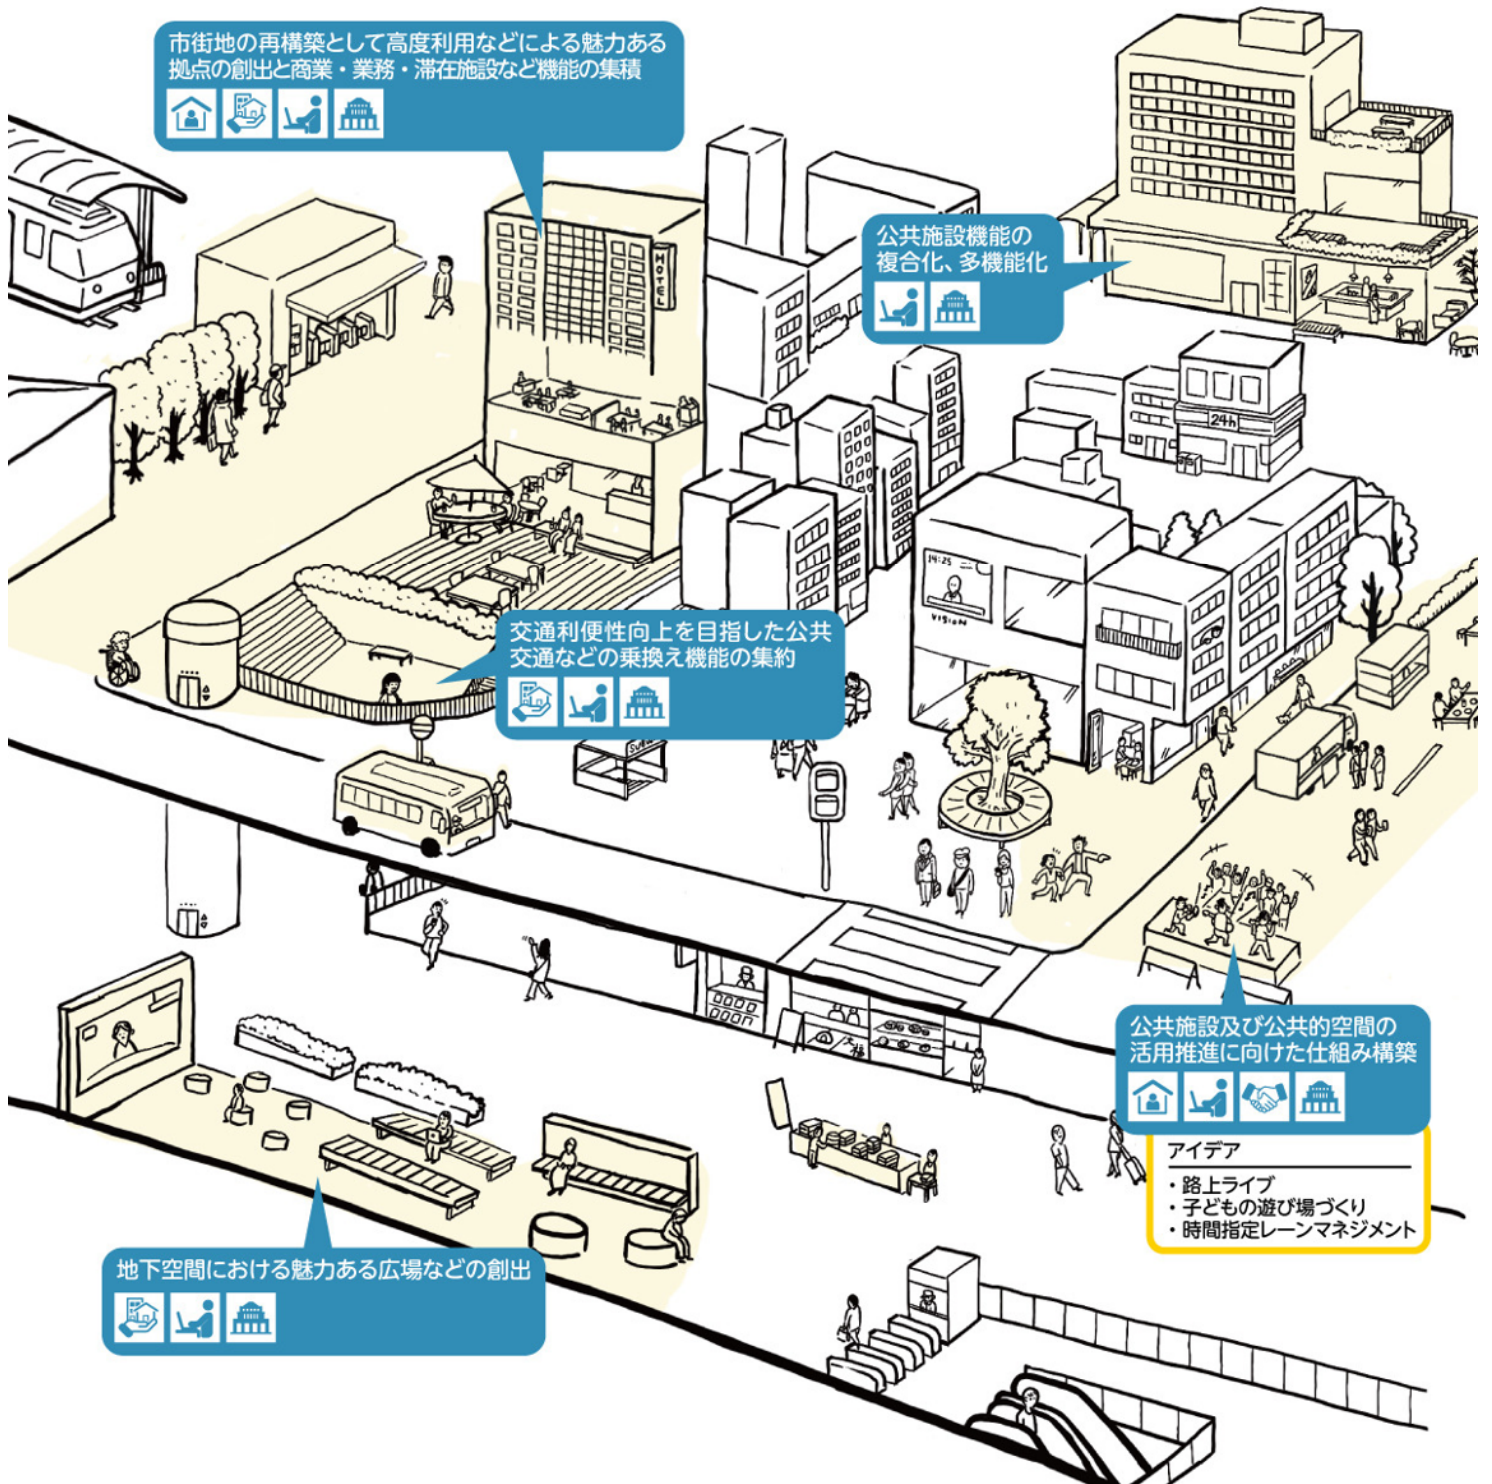 市街地の再構築として高度利用などによる魅力ある
拠点の創出と商業・業務・滞在施設など機能の集積
公共施設機能の
複合化、多機能化
HOTEL
24h
14:25
VISION
交通利便性向上を目指した公共
交通などの乗換え機能の集約
公共施設及び公共的空間の
活用推進に向けた仕組み構築
アイデア
・路上ライブ
・子どもの遊び場づくり
・時間指定レーンマネジメント
地下空間における魅力ある広場などの創出